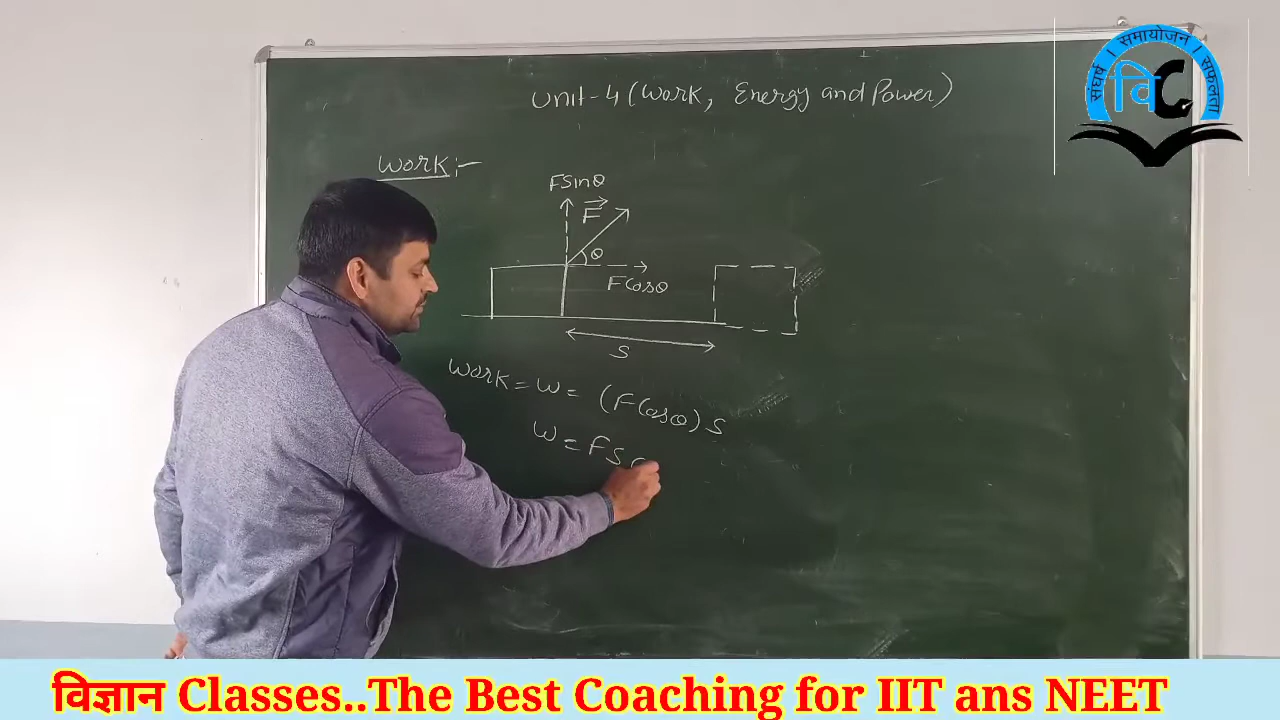 Unit-4 (Work, Energy and Power)
संघर्ष । समायोजन । सफलता
विC
Work :-
FSinθ
F
θ
FCosθ
S
Work = W = (FCosθ) S
W = FS
विज्ञान Classes..The Best Coaching for IIT ans NEET